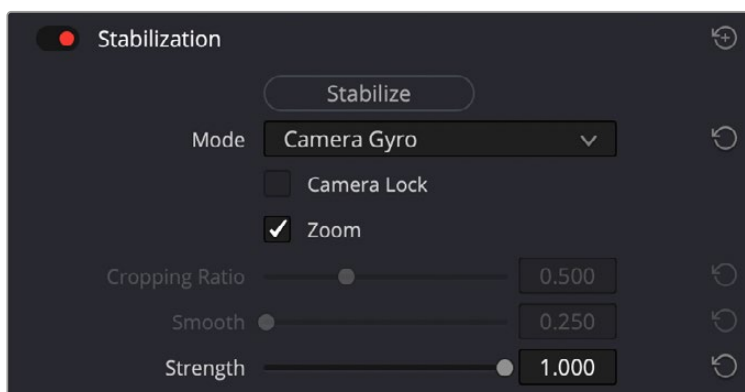 Stabilization
Stabilize
Mode Camera Gyro
Camera Lock
Zoom
Cropping Ratio 0.500
Smooth 0.250
Strength 1.000